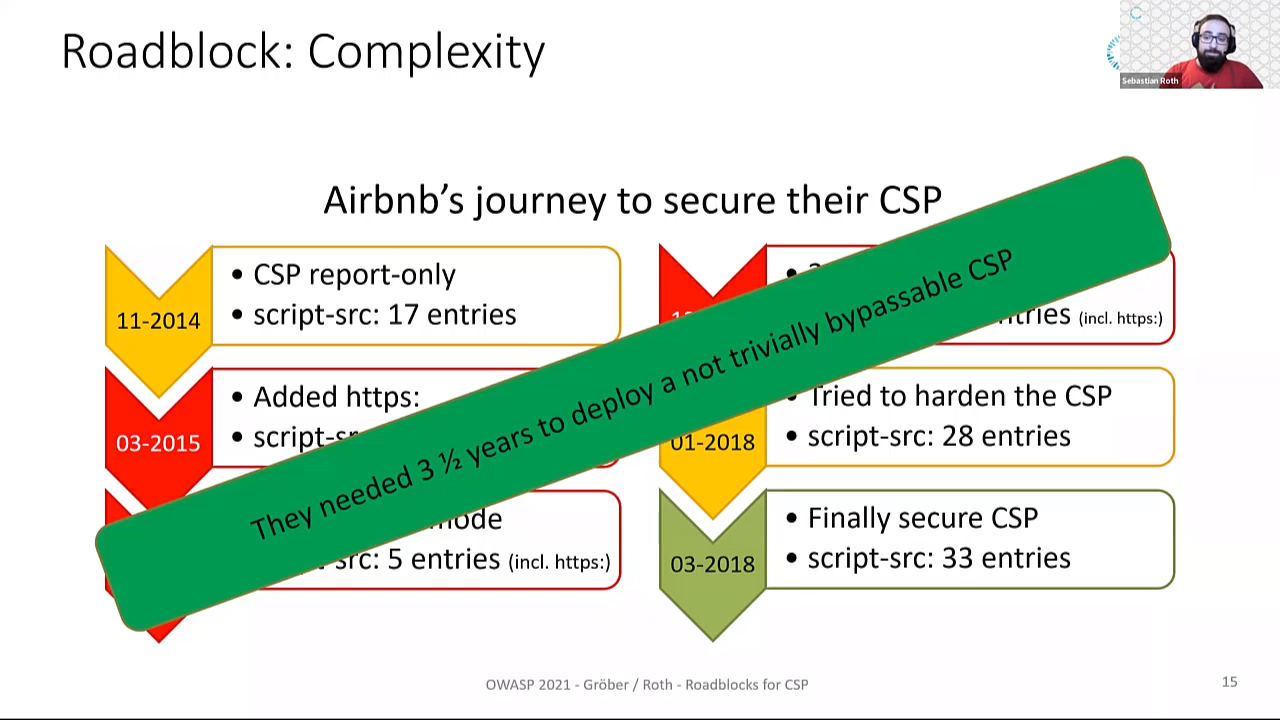 Roadblock: Complexity
Sebastian Roth
Airbnb's journey to secure their CSP
11-2014
• CSP report-only
• script-src: 17 entries
03-2015
• Added https:
• script-sr
mode
src: 5 entries (incl. https:)
ntries (incl. https:)
01-2018
• Tried to harden the CSP
• script-src: 28 entries
03-2018
• Finally secure CSP
• script-src: 33 entries
They needed 3 ½ years to deploy a not trivially bypassable CSP
OWASP 2021 - Gröber / Roth - Roadblocks for CSP
15